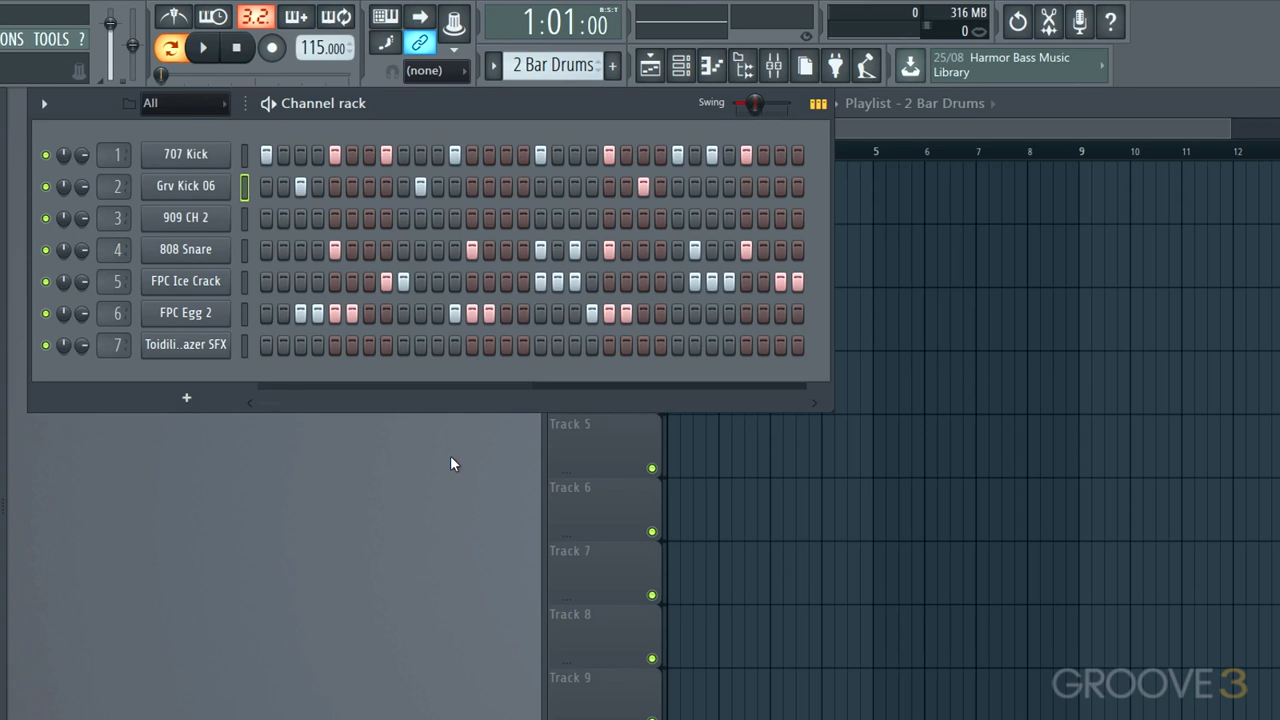 ONS TOOLS ?
3.2
115.000
(none)
1:01:00
B:S:T
2 Bar Drums
+
0
316 MB
0
?
25/08 Harmor Bass Music
Library
All
Channel rack
Swing
Playlist - 2 Bar Drums
5 6 7 8 9 10 11 12
1 707 Kick
2 Grv Kick 06
3 909 CH 2
4 808 Snare
5 FPC Ice Crack
6 FPC Egg 2
7 Toidili..azer SFX
+
Track 5
...
Track 6
...
Track 7
...
Track 8
...
Track 9
GROOVE3